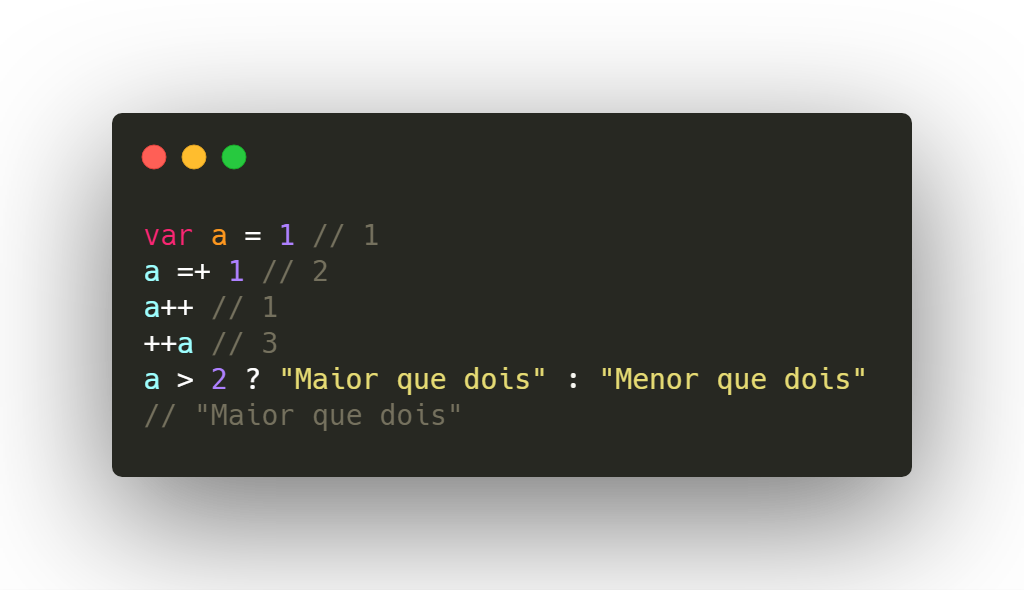 var a = 1 // 1
a =+ 1 // 2
a++ // 1
++a // 3
a > 2 ? "Maior que dois" : "Menor que dois"
// "Maior que dois"